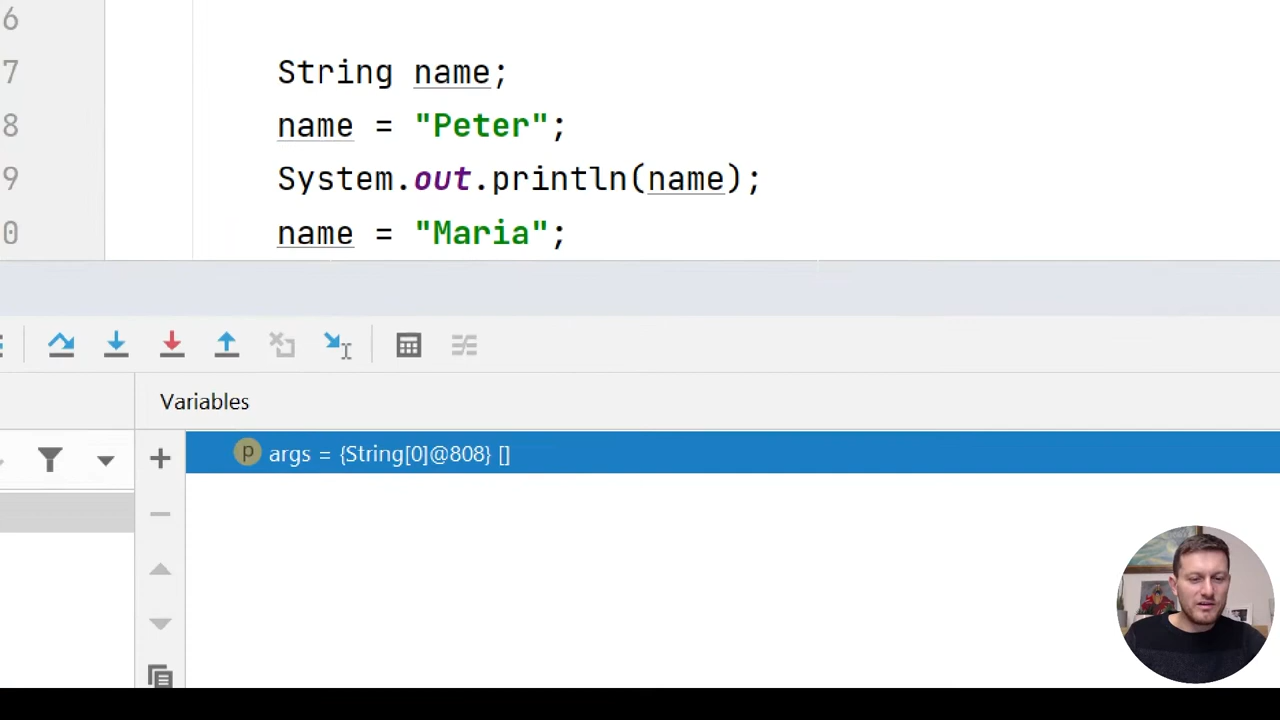 6
7 String name;
8 name = "Peter";
9 System.out.println(name);
0 name = "Maria";
Variables
p args = {String[0]@808} []